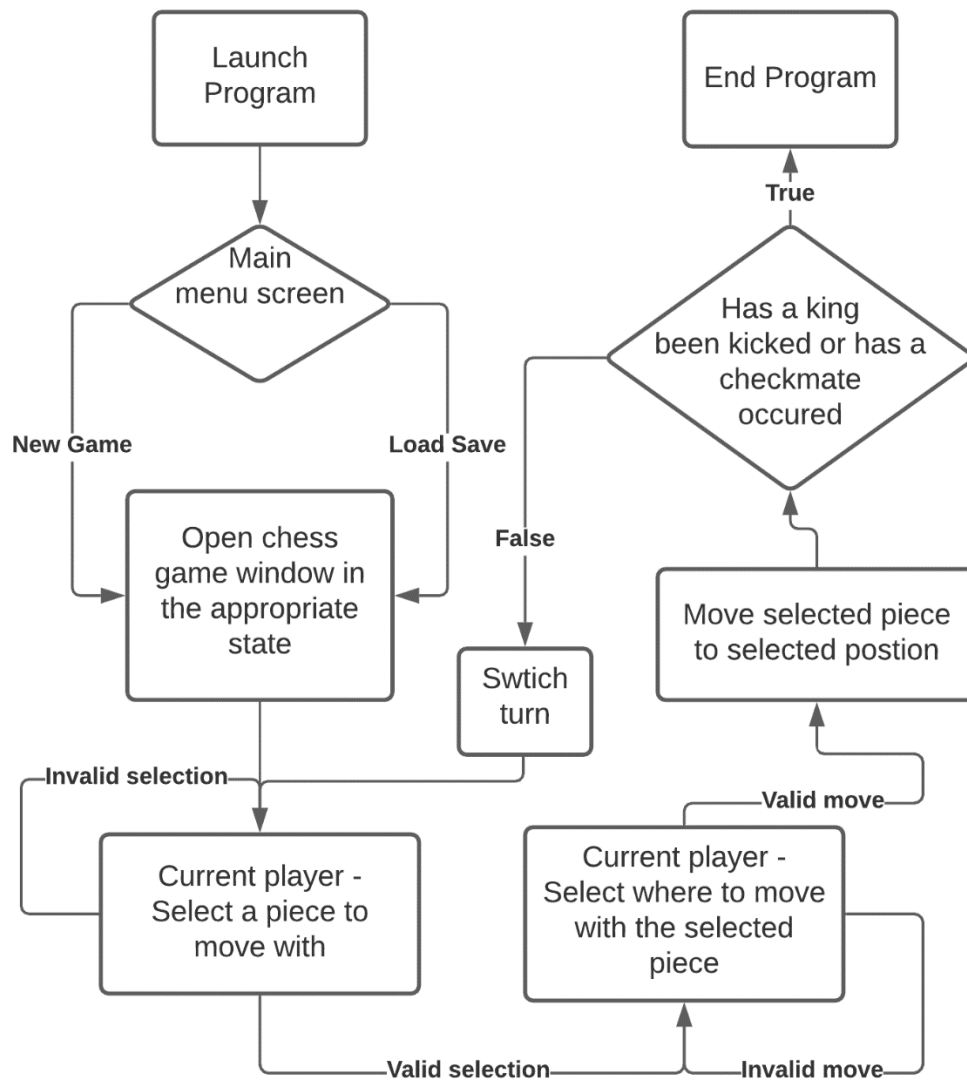 Launch
Program
Main
menu screen
New Game
Load Save
Open chess
game window in
the appropriate
state
Invalid selection
Current player -
Select a piece to
move with
Valid selection
Current player -
Select where to move
with the selected
piece
Invalid move
Valid move
Move selected piece
to selected postion
Has a king
been kicked or has a
checkmate
occured
False
Swtich
turn
True
End Program